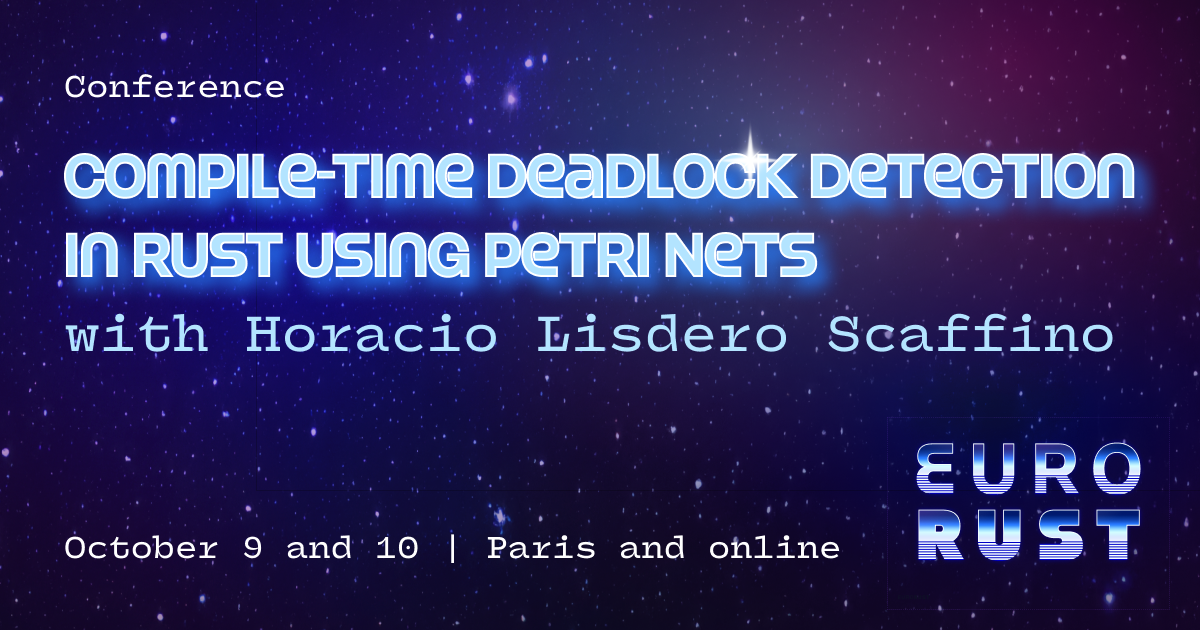 Conference
COMPILE-TIME DEADLOCK DETECTION
IN RUST USING PETRI NETS
with Horacio Lisdero Scaffino
October 9 and 10 | Paris and online
EURO
RUST